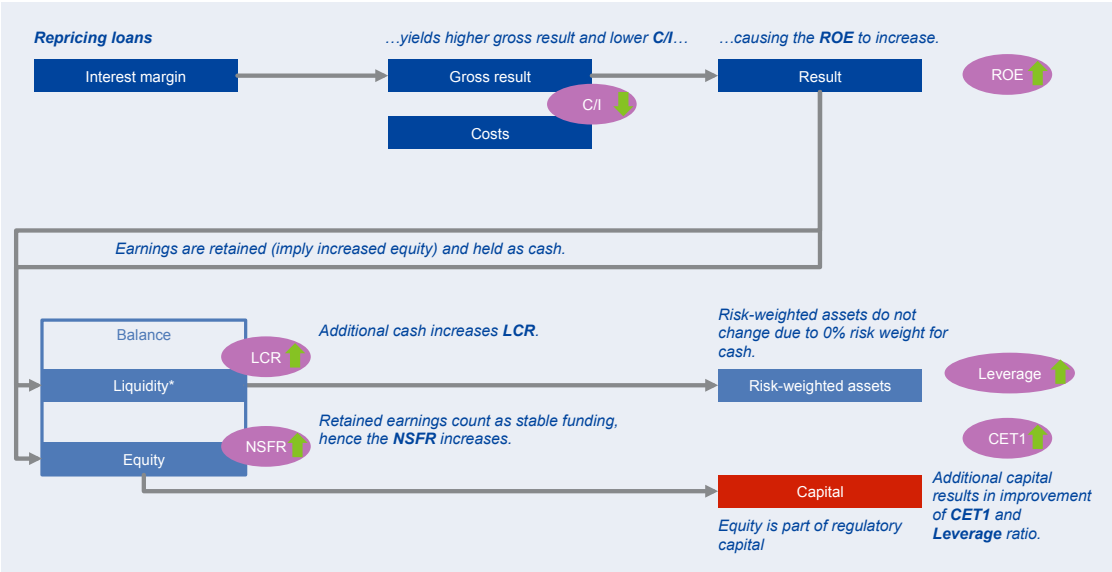 Repricing loans
…yields higher gross result and lower C/I…
…causing the ROE to increase.
Interest margin
Gross result
Result
ROE
C/I
Costs
Earnings are retained (imply increased equity) and held as cash.
Balance
Additional cash increases LCR.
Risk-weighted assets do not
change due to 0% risk weight for
cash.
LCR
Liquidity*
Risk-weighted assets
Leverage
Retained earnings count as stable funding,
hence the NSFR increases.
NSFR
CET1
Equity
Capital
Additional capital
results in improvement
of CET1 and
Leverage ratio.
Equity is part of regulatory
capital